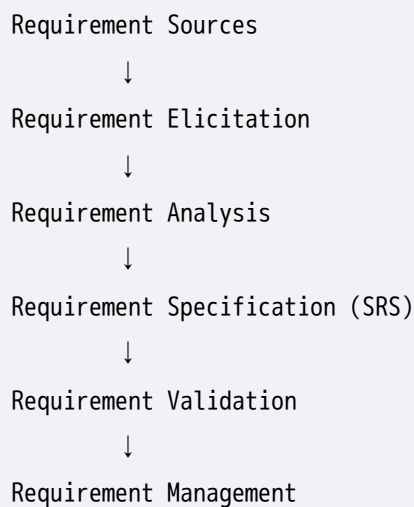 Requirement Sources
↓
Requirement Elicitation
↓
Requirement Analysis
↓
Requirement Specification (SRS)
↓
Requirement Validation
↓
Requirement Management